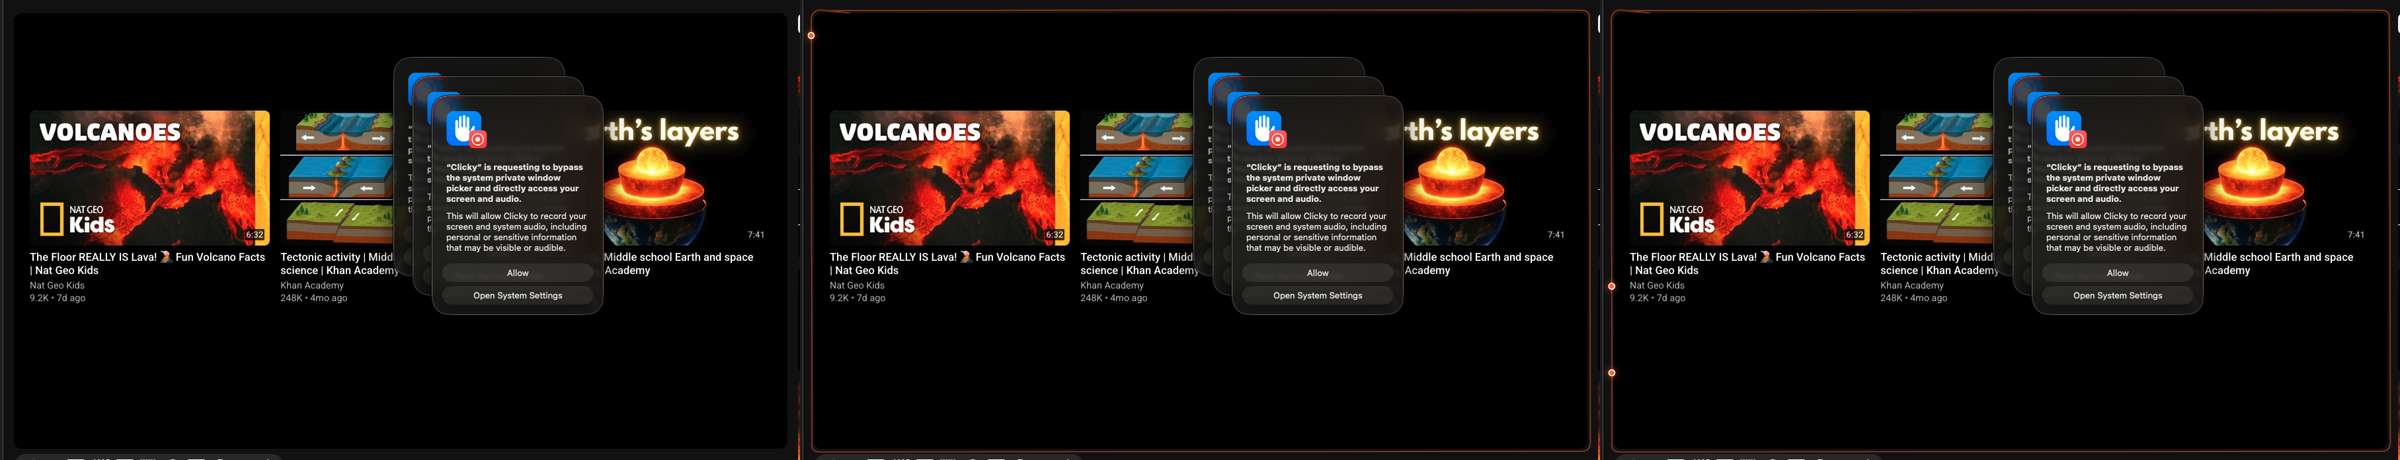 VOLCANOES
NAT GEO
Kids
6:32
The Floor REALLY IS Lava! 🌋 Fun Volcano Facts
| Nat Geo Kids
Nat Geo Kids
9.2K • 7d ago
Tectonic activity | Midd
science | Khan Academy
Khan Academy
248K • 4mo ago
“Clicky” is requesting to bypass
the system private window
picker and directly access your
screen and audio.
This will allow Clicky to record your
screen and system audio, including
personal or sensitive information
that may be visible or audible.
Allow
Open System Settings
th’s layers
7:41
Middle school Earth and space
Academy
VOLCANOES
NAT GEO
Kids
6:32
The Floor REALLY IS Lava! 🌋 Fun Volcano Facts
| Nat Geo Kids
Nat Geo Kids
9.2K • 7d ago
Tectonic activity | Midd
science | Khan Academy
Khan Academy
248K • 4mo ago
“Clicky” is requesting to bypass
the system private window
picker and directly access your
screen and audio.
This will allow Clicky to record your
screen and system audio, including
personal or sensitive information
that may be visible or audible.
Allow
Open System Settings
th’s layers
7:41
Middle school Earth and space
Academy
VOLCANOES
NAT GEO
Kids
6:32
The Floor REALLY IS Lava! 🌋 Fun Volcano Facts
| Nat Geo Kids
Nat Geo Kids
9.2K • 7d ago
Tectonic activity | Midd
science | Khan Academy
Khan Academy
248K • 4mo ago
“Clicky” is requesting to bypass
the system private window
picker and directly access your
screen and audio.
This will allow Clicky to record your
screen and system audio, including
personal or sensitive information
that may be visible or audible.
Allow
Open System Settings
th’s layers
7:41
Middle school Earth and space
Academy